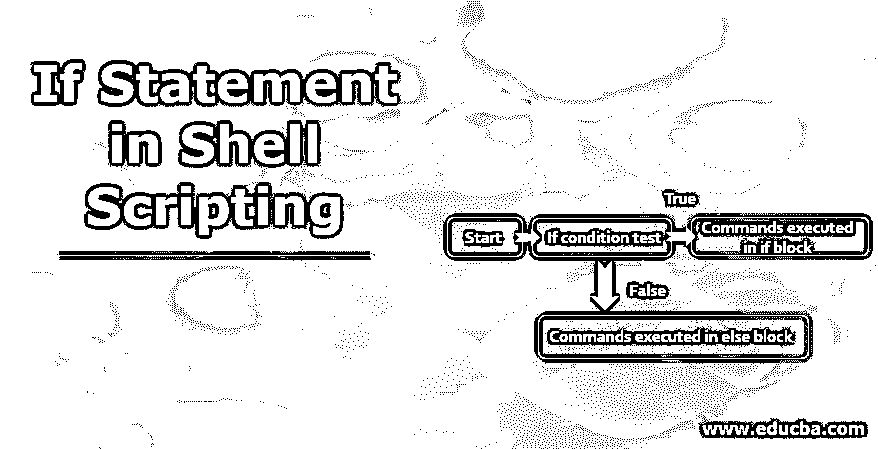 If Statement
in Shell
Scripting
True
Start
If condition test
Commands executed
in if block
False
Commands executed in else block
www.educba.com